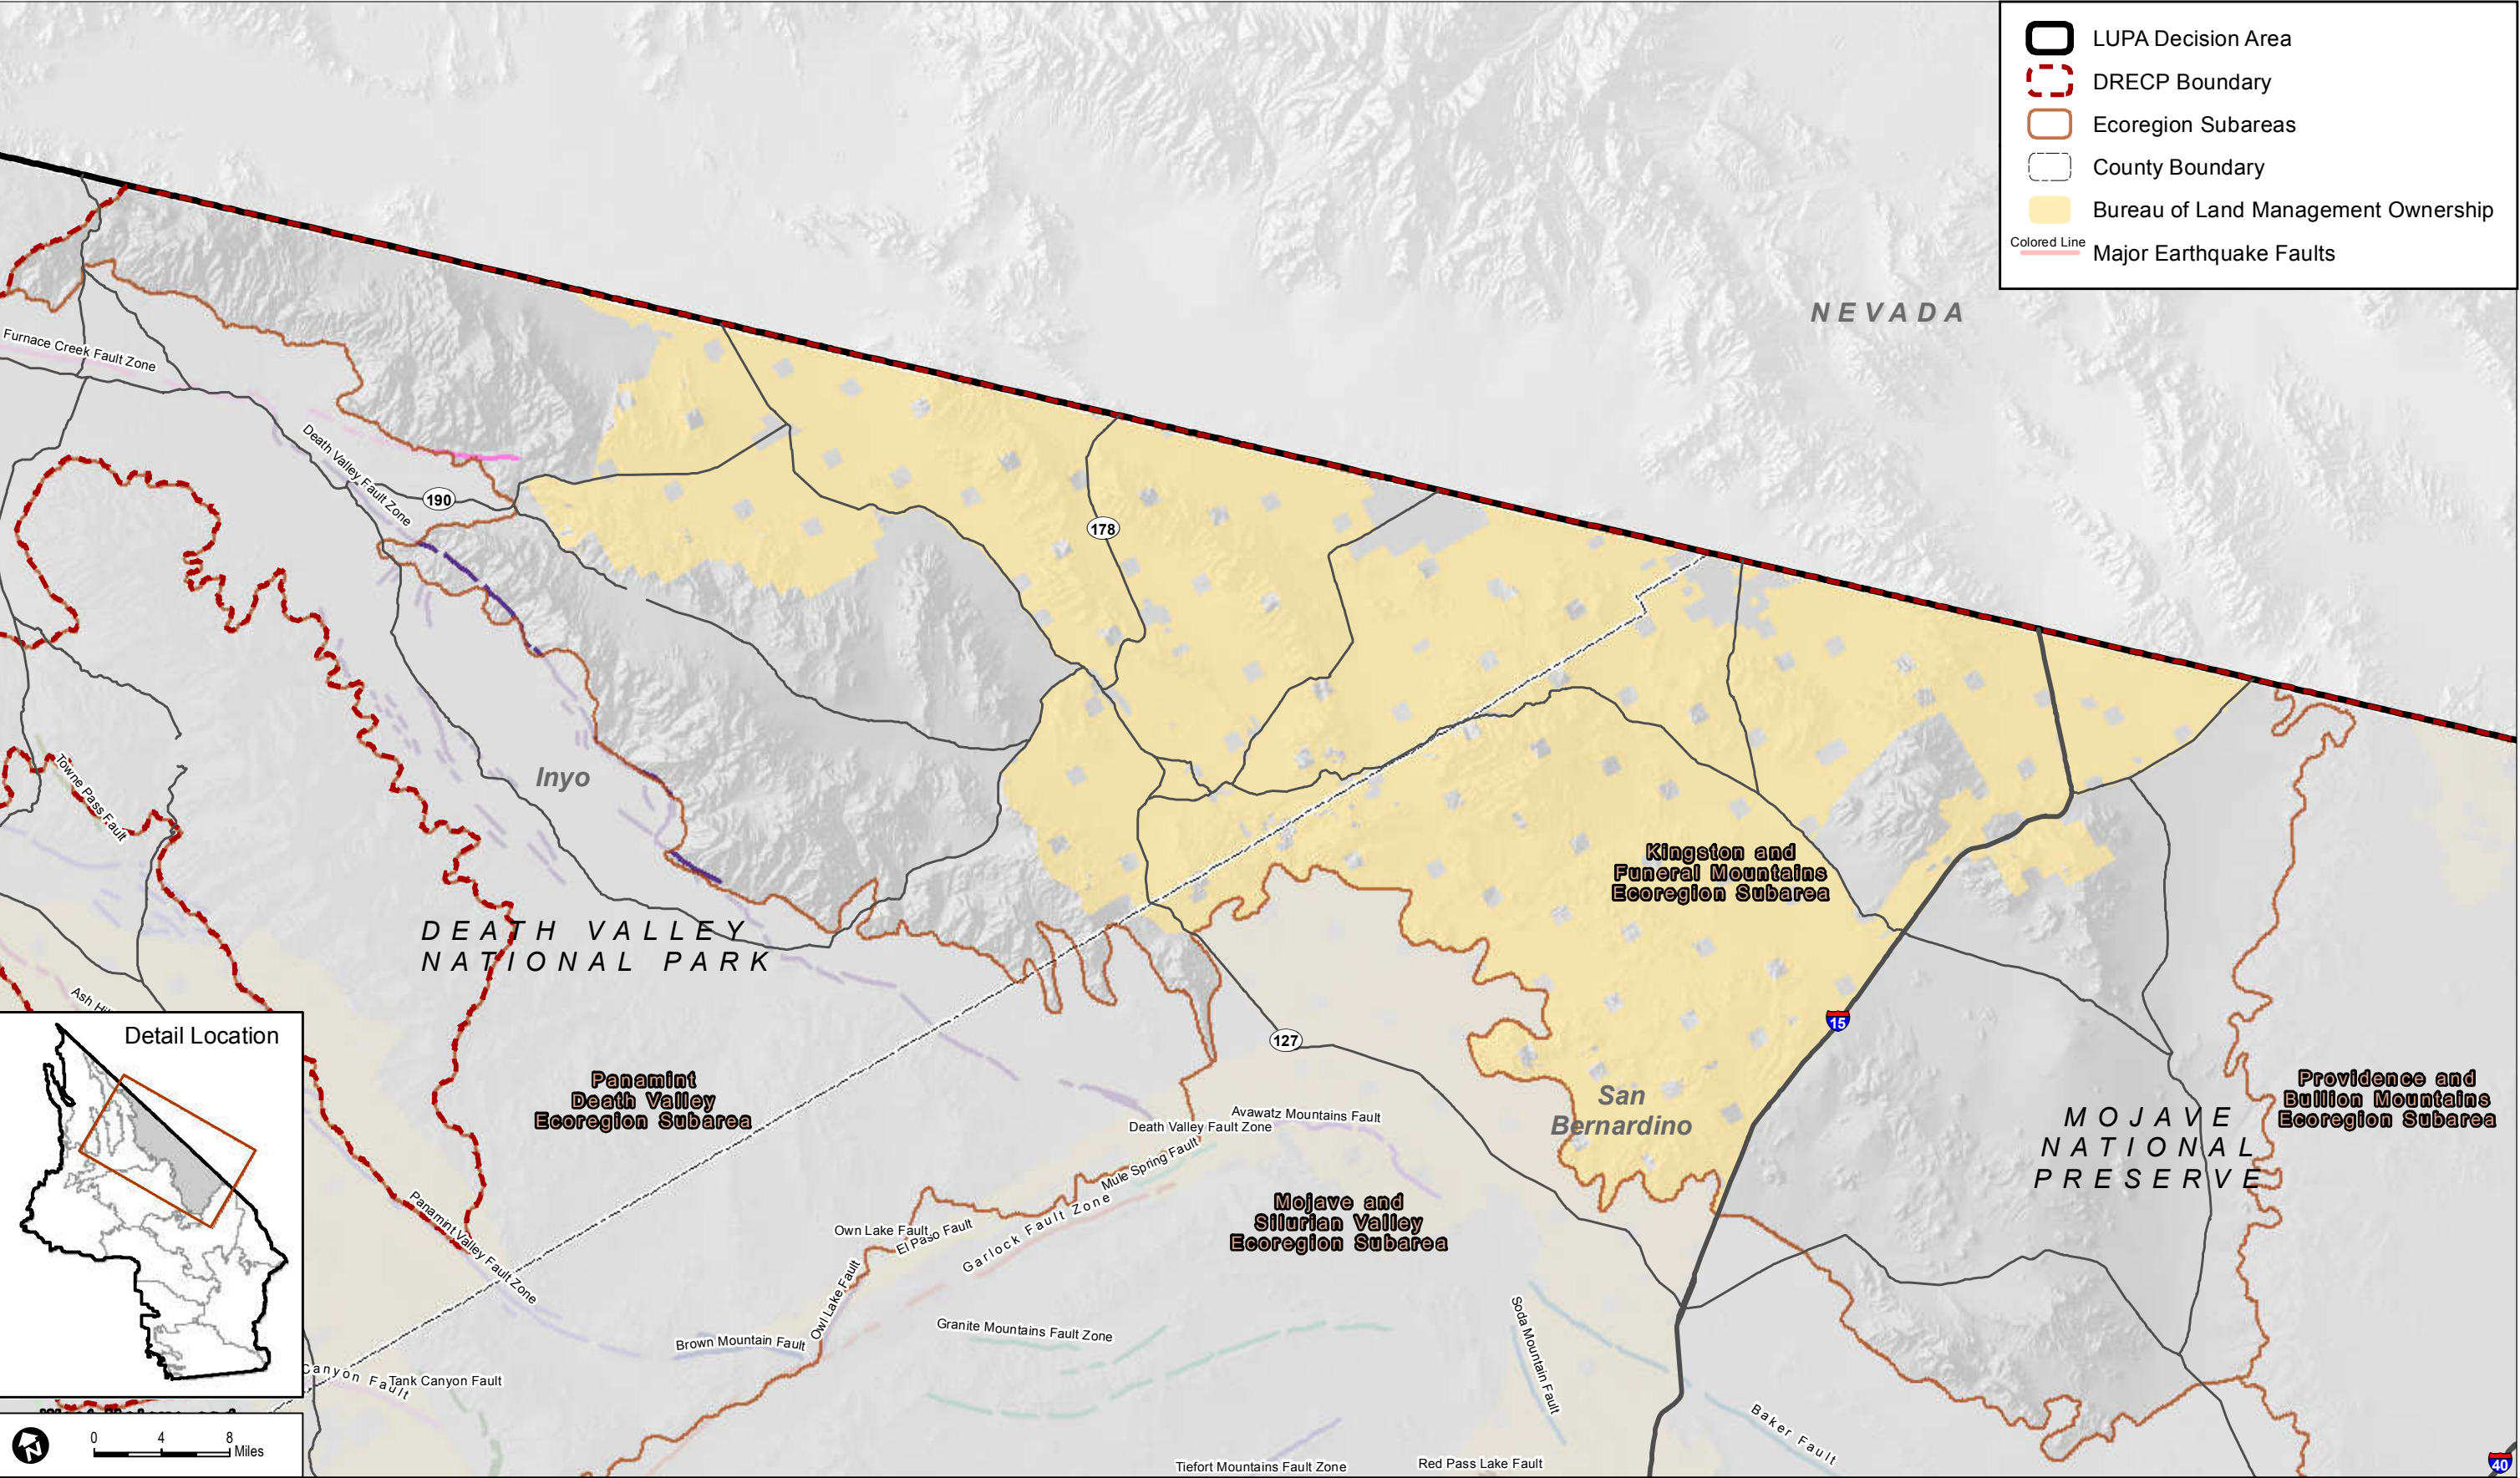 LUPA Decision Area
DRECP Boundary
Ecoregion Subareas
County Boundary
Bureau of Land Management Ownership
Colored Line
Major Earthquake Faults
NEVADA
Furnace Creek Fault Zone
Death Valley Fault Zone
190
178
Towne Pass Fault
Inyo
Kingston and
Funeral Mountains
Ecoregion Subarea
DEATH VALLEY
NATIONAL PARK
Ash Hil
15
127
Panamint
Death Valley
Ecoregion Subarea
San
Bernardino
Providence and
Bullion Mountains
Ecoregion Subarea
MOJAVE
NATIONAL
PRESERVE
Avawatz Mountains Fault
Death Valley Fault Zone
Mule Spring Fault
Garlock Fault Zone
Own Lake Fault
El Paso Fault
Mojave and
Silurian Valley
Ecoregion Subarea
Panamint Valley Fault Zone
Owl Lake Fault
Brown Mountain Fault
Granite Mountains Fault Zone
Soda Mountain Fault
Canyon Fault
Tank Canyon Fault
Baker Fault
Tiefort Mountains Fault Zone
Red Pass Lake Fault
40
Detail Location
N
0 4 8
Miles